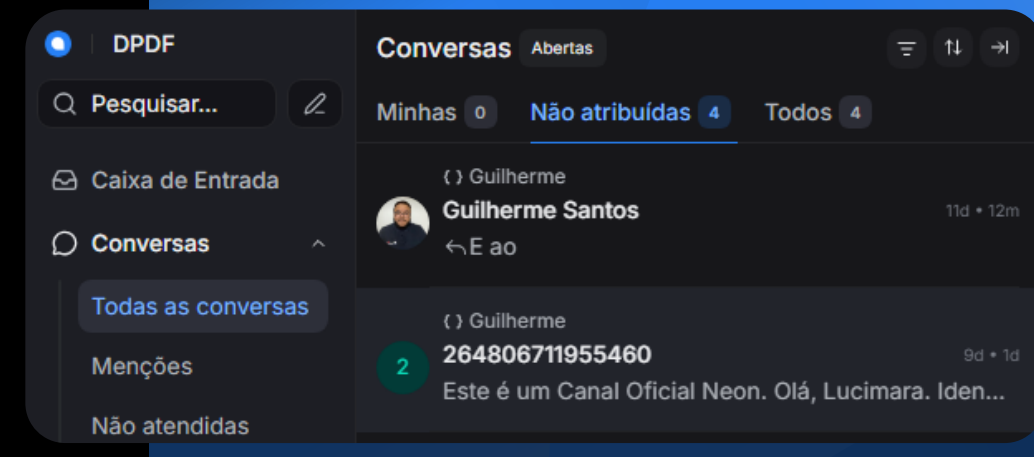 DPDF
Pesquisar...
Caixa de Entrada
Conversas
Todas as conversas
Menções
Não atendidas
Conversas Abertas
Minhas 0 Não atribuídas 4 Todos 4
Guilherme
Guilherme Santos 11d • 12m
E ao
Guilherme
2 264806711955460 9d • 1d
Este é um Canal Oficial Neon. Olá, Lucimara. Iden...